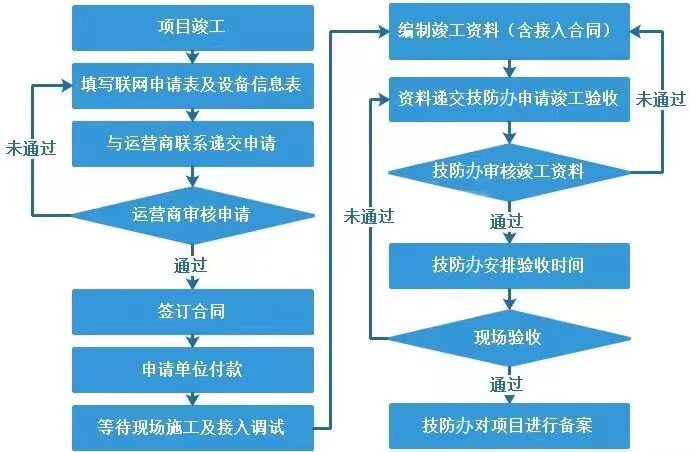 项目竣工
填写联网申请表及设备信息表
与运营商联系递交申请
未通过
运营商审核申请
通过
签订合同
申请单位付款
等待现场施工及接入调试
编制竣工资料（含接入合同）
资料递交技防办申请竣工验收
未通过
技防办审核竣工资料
未通过
通过
技防办安排验收时间
现场验收
通过
技防办对项目进行备案